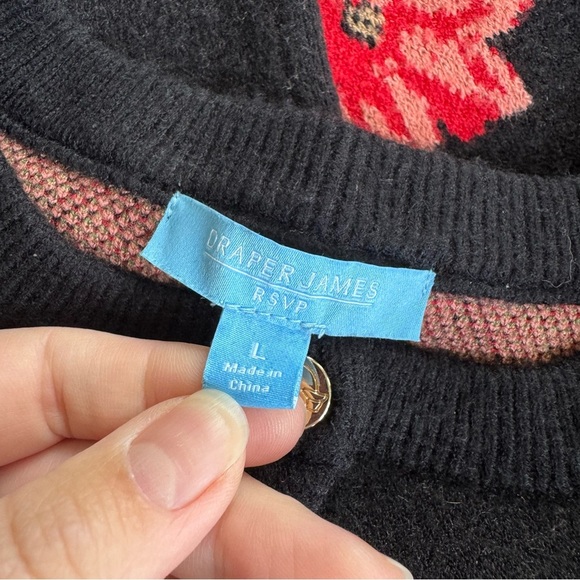 DRAPER JAMES
RSVP
L
Made in
China